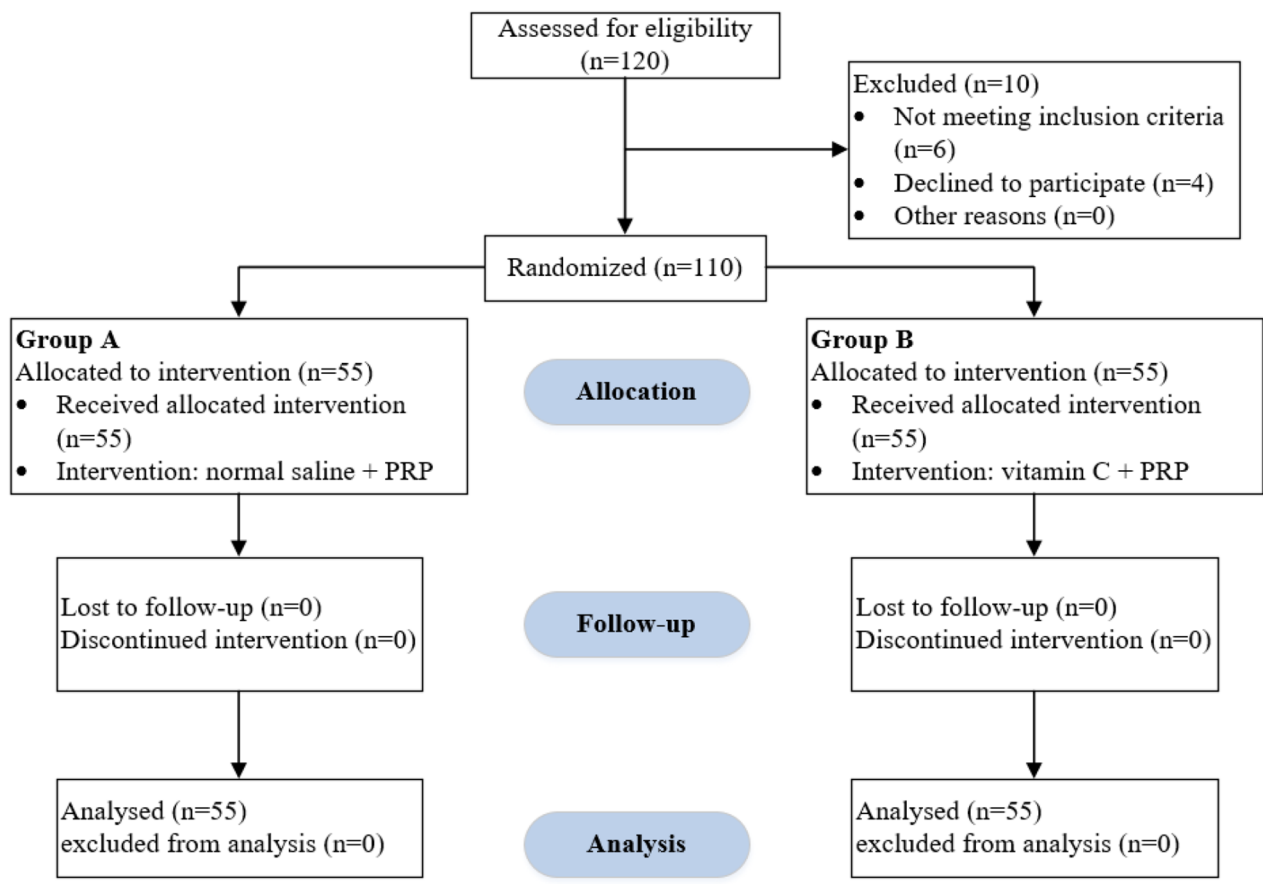 Assessed for eligibility
(n=120)
Excluded (n=10)
• Not meeting inclusion criteria
(n=6)
• Declined to participate (n=4)
• Other reasons (n=0)
Randomized (n=110)
Group A
Allocated to intervention (n=55)
• Received allocated intervention
(n=55)
• Intervention: normal saline + PRP
Allocation
Group B
Allocated to intervention (n=55)
• Received allocated intervention
(n=55)
• Intervention: vitamin C + PRP
Lost to follow-up (n=0)
Discontinued intervention (n=0)
Follow-up
Lost to follow-up (n=0)
Discontinued intervention (n=0)
Analysed (n=55)
excluded from analysis (n=0)
Analysis
Analysed (n=55)
excluded from analysis (n=0)